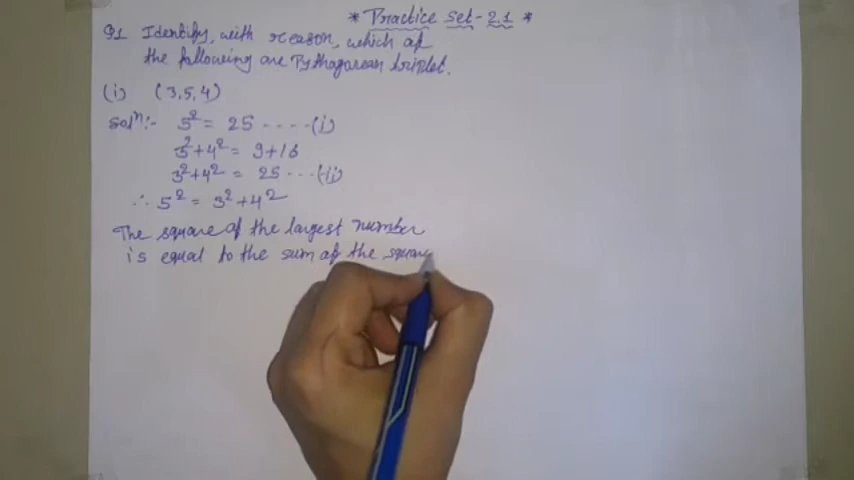 * Practice Set-2.1 *
Q1 Identify, with reason, which of
the following are Pythagorean triplet.
(i) (3,5,4)
Solⁿ:- 5² = 25 ----(i)
3²+4² = 9+16
3²+4² = 25 ---(ii)
∴ 5² = 3²+4²
The square of the largest number
is equal to the sum of the square